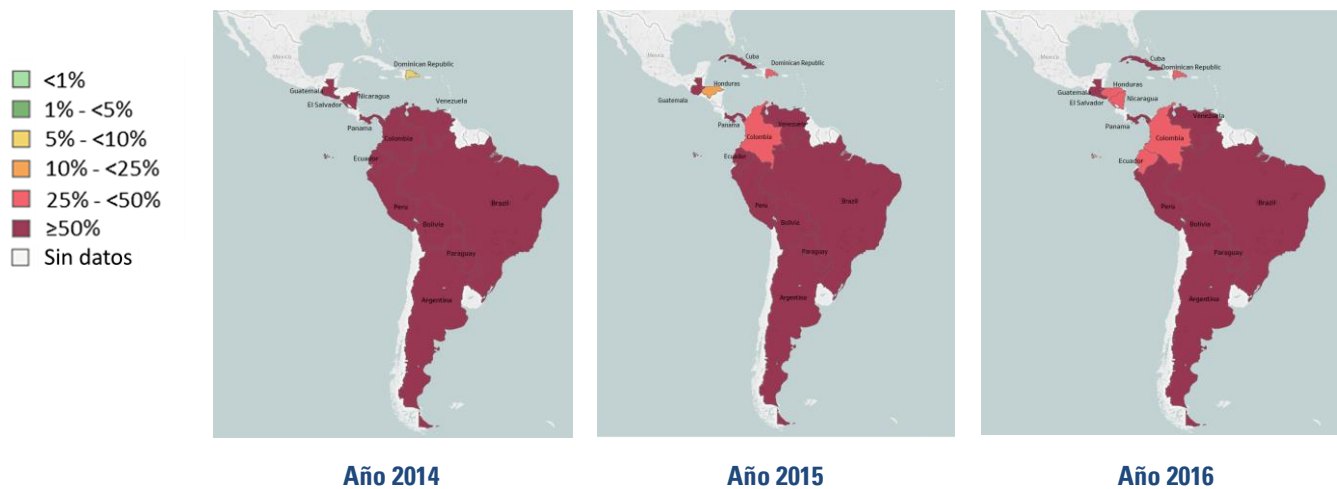 <1%
1% - <5%
5% - <10%
10% - <25%
25% - <50%
≥50%
Sin datos
Mexico
Dominican Republic
Guatemala
Nicaragua
El Salvador
Venezuela
Panama
Colombia
Ecuador
Peru
Brazil
Bolivia
Paraguay
Argentina
Año 2014
Mexico
Cuba
Dominican Republic
Honduras
Guatemala
Panama
Venezuela
Colombia
Ecuador
Peru
Brazil
Bolivia
Paraguay
Argentina
Año 2015
Mexico
Cuba
Dominican Republic
Honduras
Guatemala
Nicaragua
El Salvador
Venezuela
Panama
Colombia
Ecuador
Peru
Brazil
Bolivia
Paraguay
Argentina
Año 2016